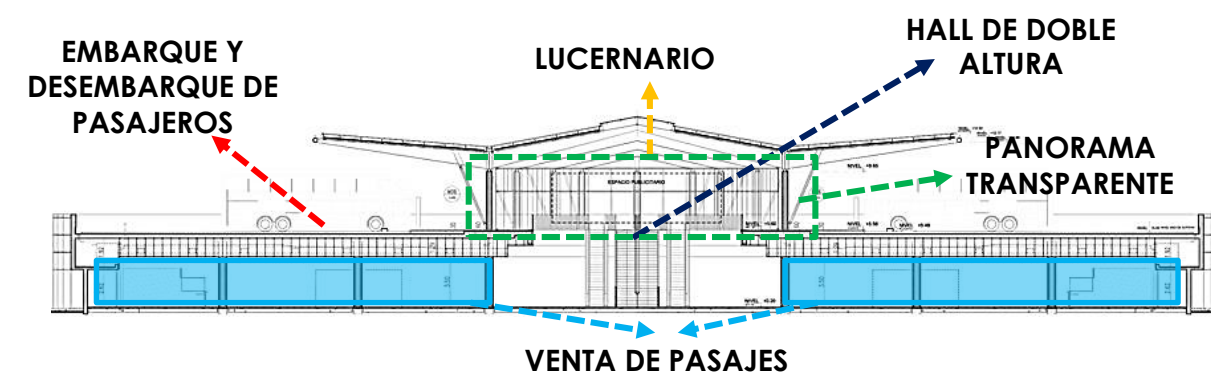 HALL DE DOBLE
ALTURA
EMBARQUE Y
DESEMBARQUE DE
PASAJEROS
LUCERNARIO
PANORAMA
TRANSPARENTE
ESPACIO PUBLICITARIO
VENTA DE PASAJES